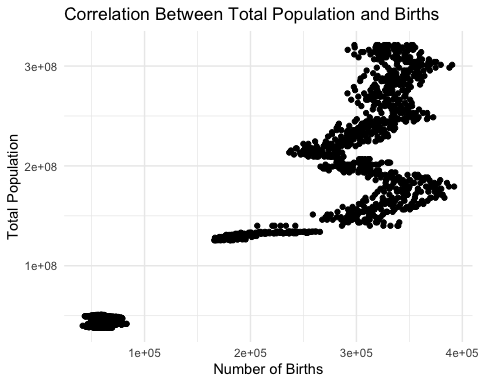 Correlation Between Total Population and Births
3e+08
2e+08
1e+08
Total Population
1e+05
2e+05
3e+05
4e+05
Number of Births